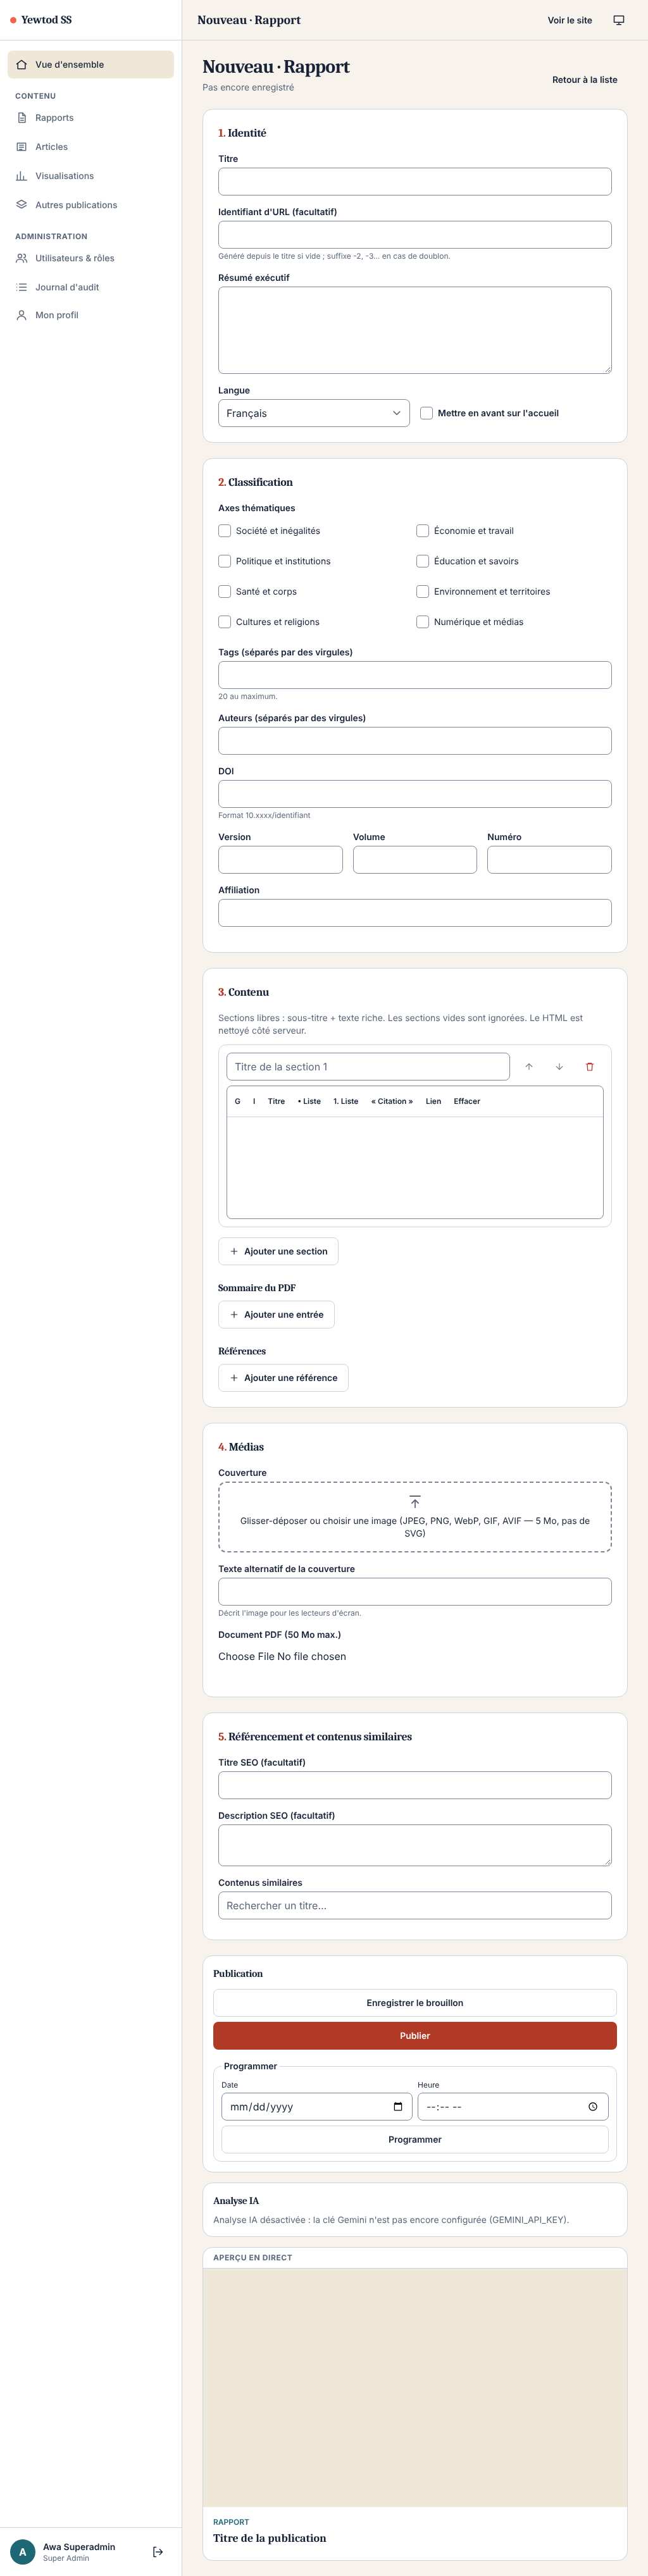 Yewtod SS
Nouveau · Rapport
Voir le site
Vue d'ensemble
CONTENU
Rapports
Articles
Visualisations
Autres publications
ADMINISTRATION
Utilisateurs & rôles
Journal d'audit
Mon profil
Nouveau · Rapport
Pas encore enregistré
Retour à la liste
1. Identité
Titre
Identifiant d'URL (facultatif)
Généré depuis le titre si vide ; suffixe -2, -3… en cas de doublon.
Résumé exécutif
Langue
Français
Mettre en avant sur l'accueil
2. Classification
Axes thématiques
Société et inégalités
Économie et travail
Politique et institutions
Éducation et savoirs
Santé et corps
Environnement et territoires
Cultures et religions
Numérique et médias
Tags (séparés par des virgules)
20 au maximum.
Auteurs (séparés par des virgules)
DOI
Format 10.xxxx/identifiant
Version
Volume
Numéro
Affiliation
3. Contenu
Sections libres : sous-titre + texte riche. Les sections vides sont ignorées. Le HTML est
nettoyé côté serveur.
Titre de la section 1
G I Titre • Liste 1. Liste « Citation » Lien Effacer
Ajouter une section
Sommaire du PDF
Ajouter une entrée
Références
Ajouter une référence
4. Médias
Couverture
Glisser-déposer ou choisir une image (JPEG, PNG, WebP, GIF, AVIF — 5 Mo, pas de
SVG)
Texte alternatif de la couverture
Décrit l'image pour les lecteurs d'écran.
Document PDF (50 Mo max.)
Choose File No file chosen
5. Référencement et contenus similaires
Titre SEO (facultatif)
Description SEO (facultatif)
Contenus similaires
Rechercher un titre…
Publication
Enregistrer le brouillon
Publier
Programmer
Date
Heure
mm/dd/yyyy
--:-- --
Programmer
Analyse IA
Analyse IA désactivée : la clé Gemini n'est pas encore configurée (GEMINI_API_KEY).
APERÇU EN DIRECT
RAPPORT
Titre de la publication
A
Awa Superadmin
Super Admin